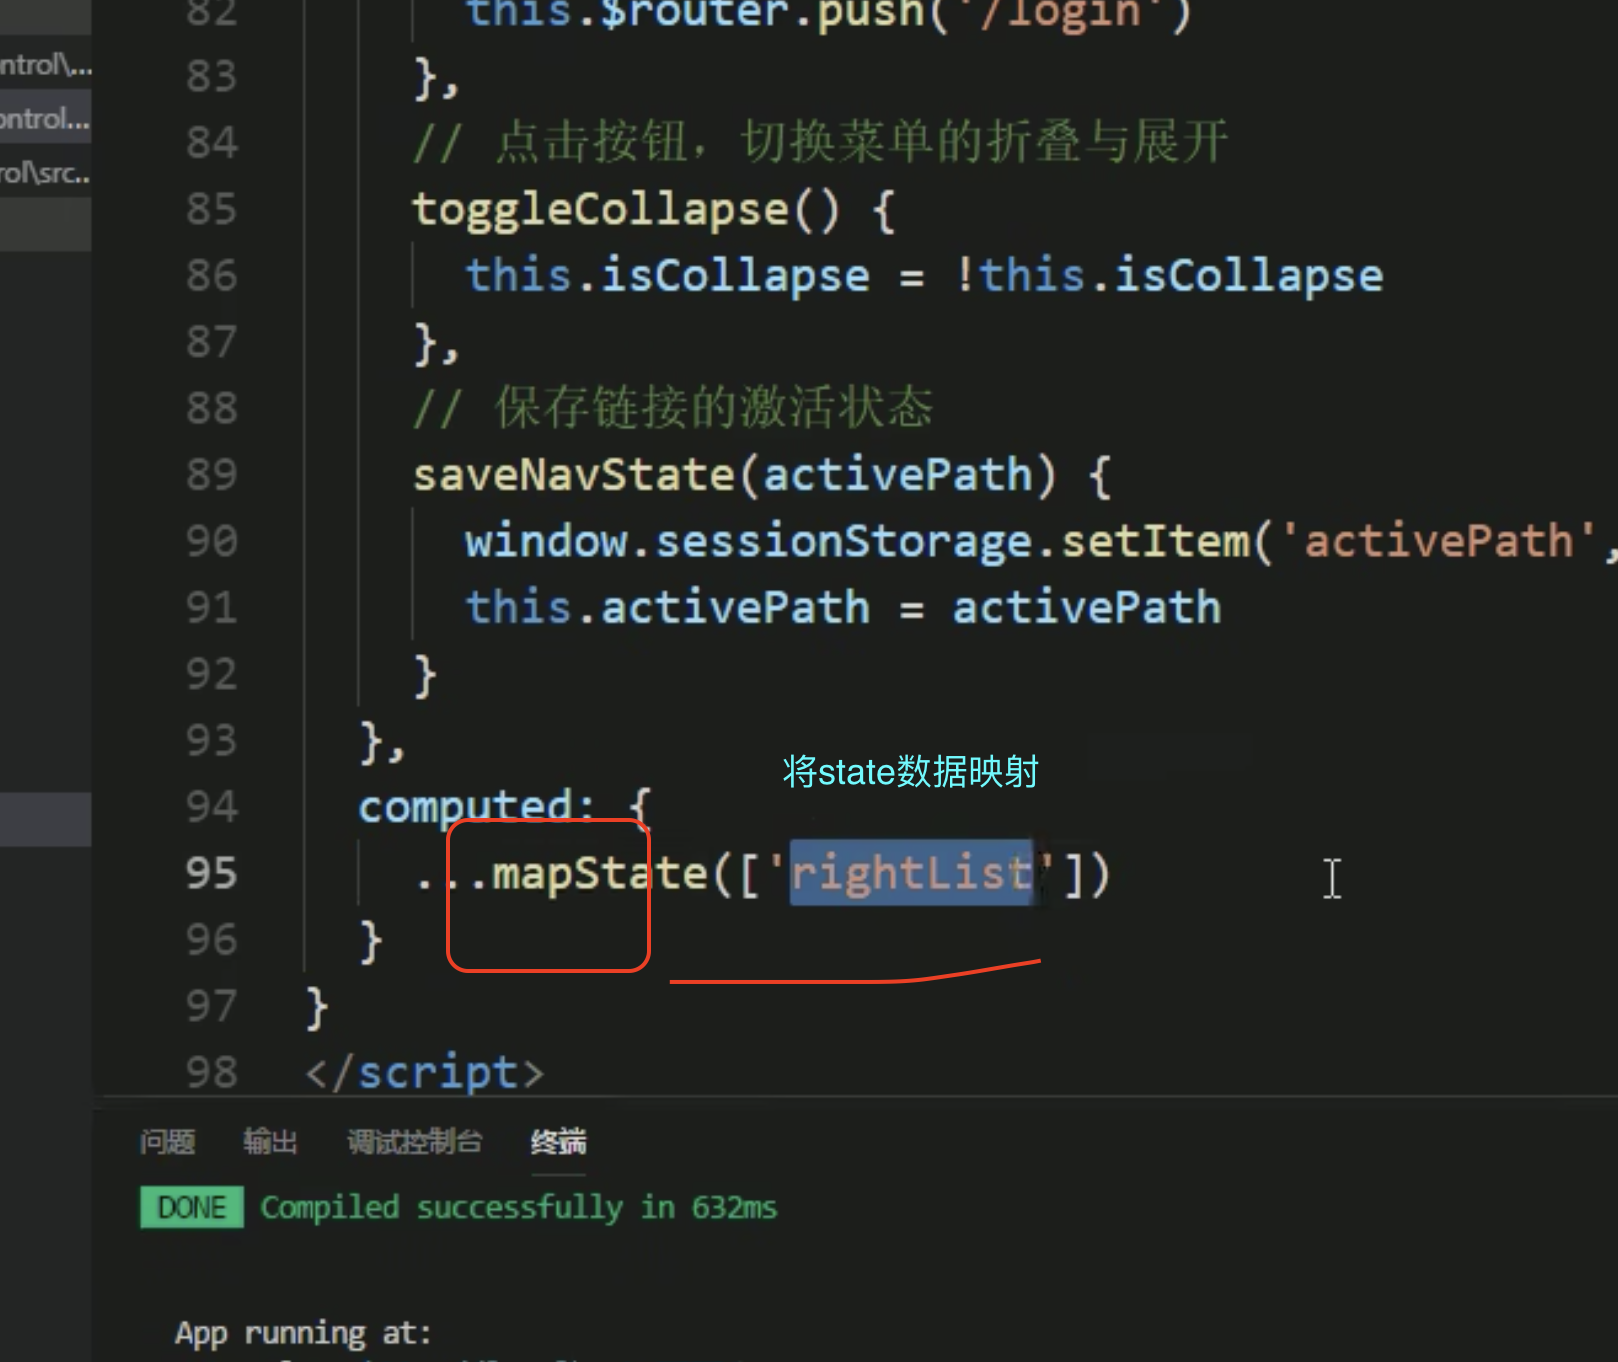 82 this.$router.push('/login')
ntrol\...
83 },
ontrol...
84 // 点击按钮，切换菜单的折叠与展开
rol\src..
85 toggleCollapse() {
86 this.isCollapse = !this.isCollapse
87 },
88 // 保存链接的激活状态
89 saveNavState(activePath) {
90 window.sessionStorage.setItem('activePath',
91 this.activePath = activePath
92 }
93 },
将state数据映射
94 computed: {
95 ...mapState(['rightList'])
96 }
97 }
98 </script>
问题 输出 调试控制台 终端
DONE Compiled successfully in 632ms
App running at: